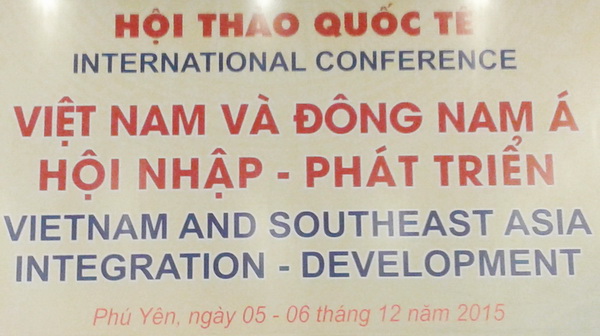 HỘI THẢO QUỐC TẾ
INTERNATIONAL CONFERENCE
VIỆT NAM VÀ ĐÔNG NAM Á
HỘI NHẬP - PHÁT TRIỂN
VIETNAM AND SOUTHEAST ASIA
INTEGRATION - DEVELOPMENT
Phú Yên, ngày 05 - 06 tháng 12 năm 2015